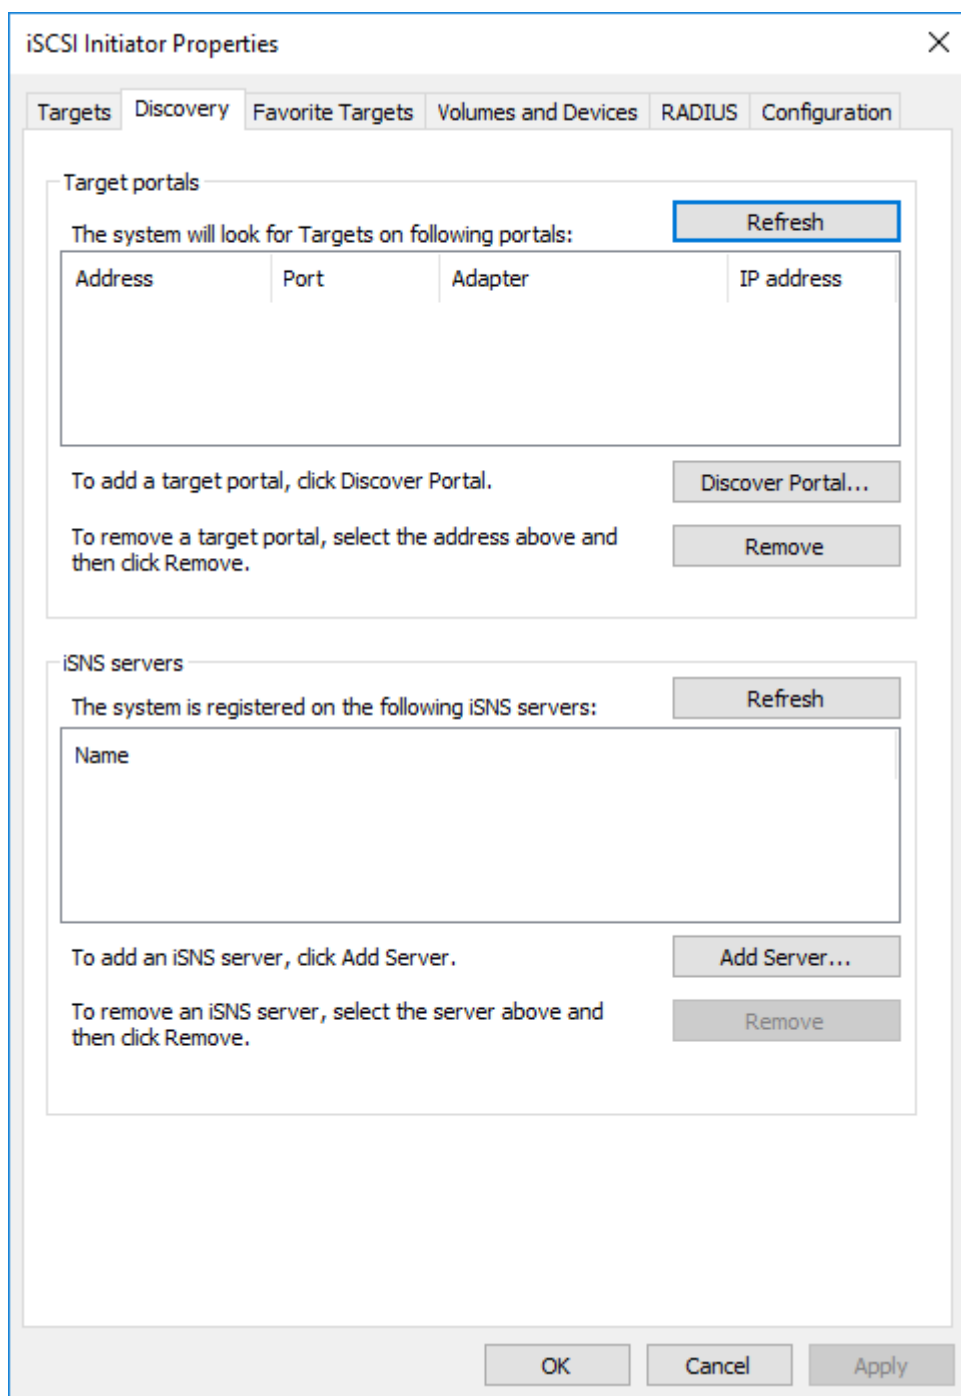 iSCSI Initiator Properties
Targets Discovery Favorite Targets Volumes and Devices RADIUS Configuration
Target portals
The system will look for Targets on following portals: Refresh
Address Port Adapter IP address
To add a target portal, click Discover Portal. Discover Portal...
To remove a target portal, select the address above and
then click Remove.
Remove
iSNS servers
The system is registered on the following iSNS servers: Refresh
Name
To add an iSNS server, click Add Server. Add Server...
To remove an iSNS server, select the server above and
then click Remove.
Remove
OK Cancel Apply